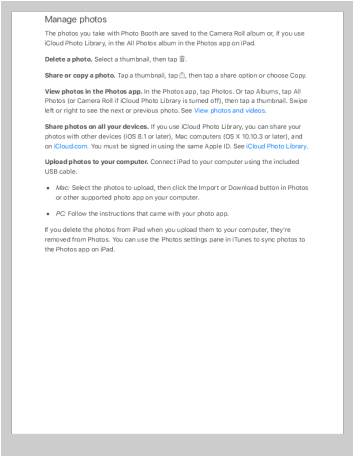 Manage photos
The photos you take with Photo Booth are saved to the Camera Roll album or, if you use
iCloud Photo Library, in the All Photos album in the Photos app on iPad.
Delete a photo. Select a thumbnail, then tap .
Share or copy a photo. Tap a thumbnail, tap , then tap a share option or choose Copy.
View photos in the Photos app. In the Photos app, tap Photos. Or tap Albums, tap All
Photos (or Camera Roll if iCloud Photo Library is turned off), then tap a thumbnail. Swipe
left or right to see the next or previous photo. See View photos and videos.
Share photos on all your devices. If you use iCloud Photo Library, you can share your
photos with other devices (iOS 8.1 or later), Mac computers (OS X 10.10.3 or later), and
on iCloud.com. You must be signed in using the same Apple ID. See iCloud Photo Library.
Upload photos to your computer. Connect iPad to your computer using the included
USB cable.
• Mac: Select the photos to upload, then click the Import or Download button in Photos
or other supported photo app on your computer.
• PC: Follow the instructions that came with your photo app.
If you delete the photos from iPad when you upload them to your computer, they're
removed from Photos. You can use the Photos settings pane in iTunes to sync photos to
the Photos app on iPad.